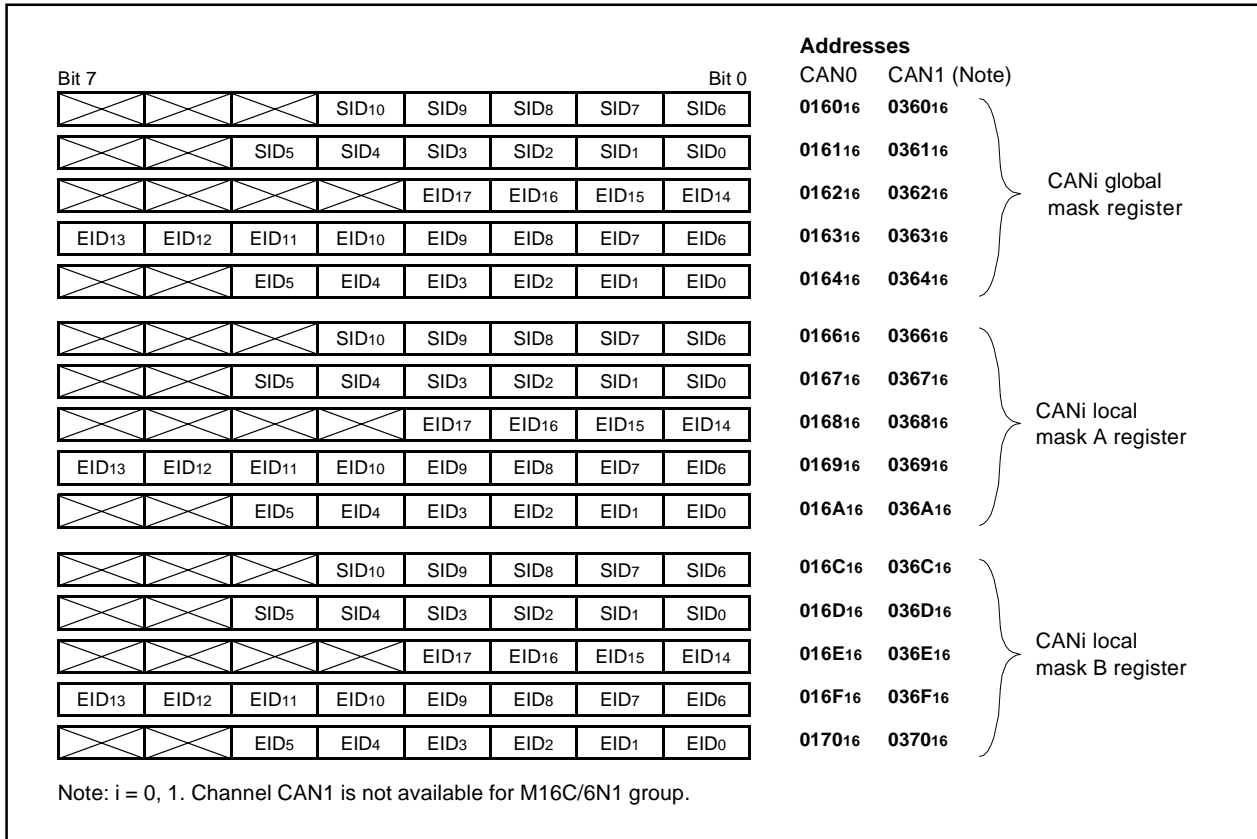 Addresses
Bit 7 Bit 0 CAN0 CAN1 (Note)
SID10 SID9 SID8 SID7 SID6 016016 036016
SID5 SID4 SID3 SID2 SID1 SID0 016116 036116
EID17 EID16 EID15 EID14 016216 036216
CANi global
mask register
EID13 EID12 EID11 EID10 EID9 EID8 EID7 EID6 016316 036316
EID5 EID4 EID3 EID2 EID1 EID0 016416 036416
SID10 SID9 SID8 SID7 SID6 016616 036616
SID5 SID4 SID3 SID2 SID1 SID0 016716 036716
EID17 EID16 EID15 EID14 016816 036816
CANi local
mask A register
EID13 EID12 EID11 EID10 EID9 EID8 EID7 EID6 016916 036916
EID5 EID4 EID3 EID2 EID1 EID0 016A16 036A16
SID10 SID9 SID8 SID7 SID6 016C16 036C16
SID5 SID4 SID3 SID2 SID1 SID0 016D16 036D16
EID17 EID16 EID15 EID14 016E16 036E16
CANi local
mask B register
EID13 EID12 EID11 EID10 EID9 EID8 EID7 EID6 016F16 036F16
EID5 EID4 EID3 EID2 EID1 EID0 017016 037016
Note: i = 0, 1. Channel CAN1 is not available for M16C/6N1 group.